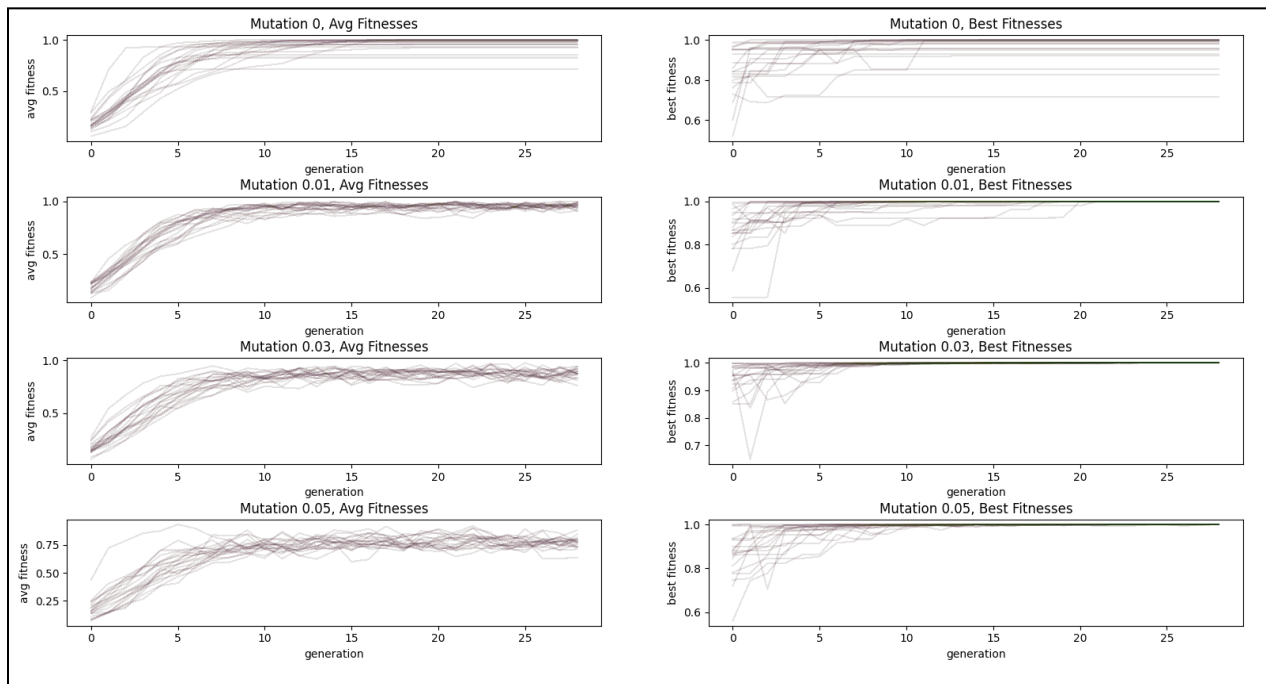 Mutation 0, Avg Fitnesses
1.0
0.5
avg fitness
0 5 10 15 20 25
generation
Mutation 0, Best Fitnesses
1.0
0.8
0.6
best fitness
0 5 10 15 20 25
generation
Mutation 0.01, Avg Fitnesses
1.0
0.5
avg fitness
0 5 10 15 20 25
generation
Mutation 0.01, Best Fitnesses
1.0
0.8
0.6
best fitness
0 5 10 15 20 25
generation
Mutation 0.03, Avg Fitnesses
1.0
0.5
avg fitness
0 5 10 15 20 25
generation
Mutation 0.03, Best Fitnesses
1.0
0.9
0.8
0.7
best fitness
0 5 10 15 20 25
generation
Mutation 0.05, Avg Fitnesses
0.75
0.50
0.25
avg fitness
0 5 10 15 20 25
generation
Mutation 0.05, Best Fitnesses
1.0
0.8
0.6
best fitness
0 5 10 15 20 25
generation